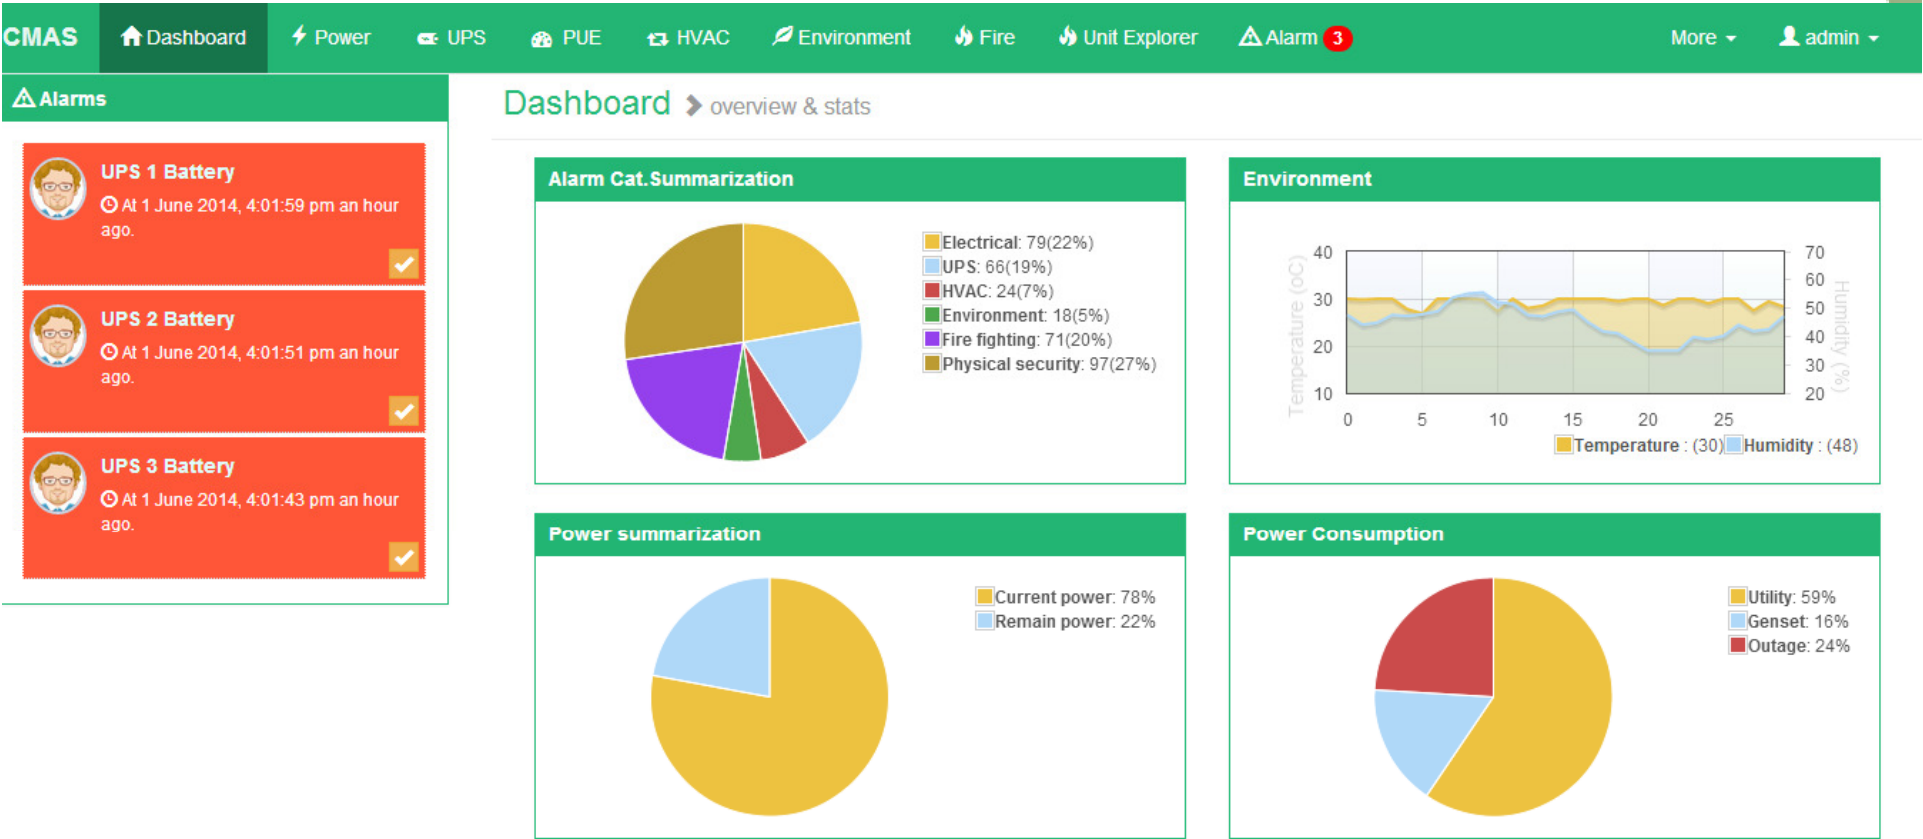 CMAS Dashboard Power UPS PUE HVAC Environment Fire Unit Explorer Alarm 3 More admin
Alarms
UPS 1 Battery
At 1 June 2014, 4:01:59 pm an hour
ago.
UPS 2 Battery
At 1 June 2014, 4:01:51 pm an hour
ago.
UPS 3 Battery
At 1 June 2014, 4:01:43 pm an hour
ago.
Dashboard overview & stats
Alarm Cat.Summarization
Electrical: 79(22%)
UPS: 66(19%)
HVAC: 24(7%)
Environment: 18(5%)
Fire fighting: 71(20%)
Physical security: 97(27%)
Environment
Temperature (oC)
40
30
20
10
70
60
50
40
30
20
Humidity (%)
0 5 10 15 20 25
Temperature : (30) Humidity : (48)
Power summarization
Current power: 78%
Remain power: 22%
Power Consumption
Utility: 59%
Genset: 16%
Outage: 24%